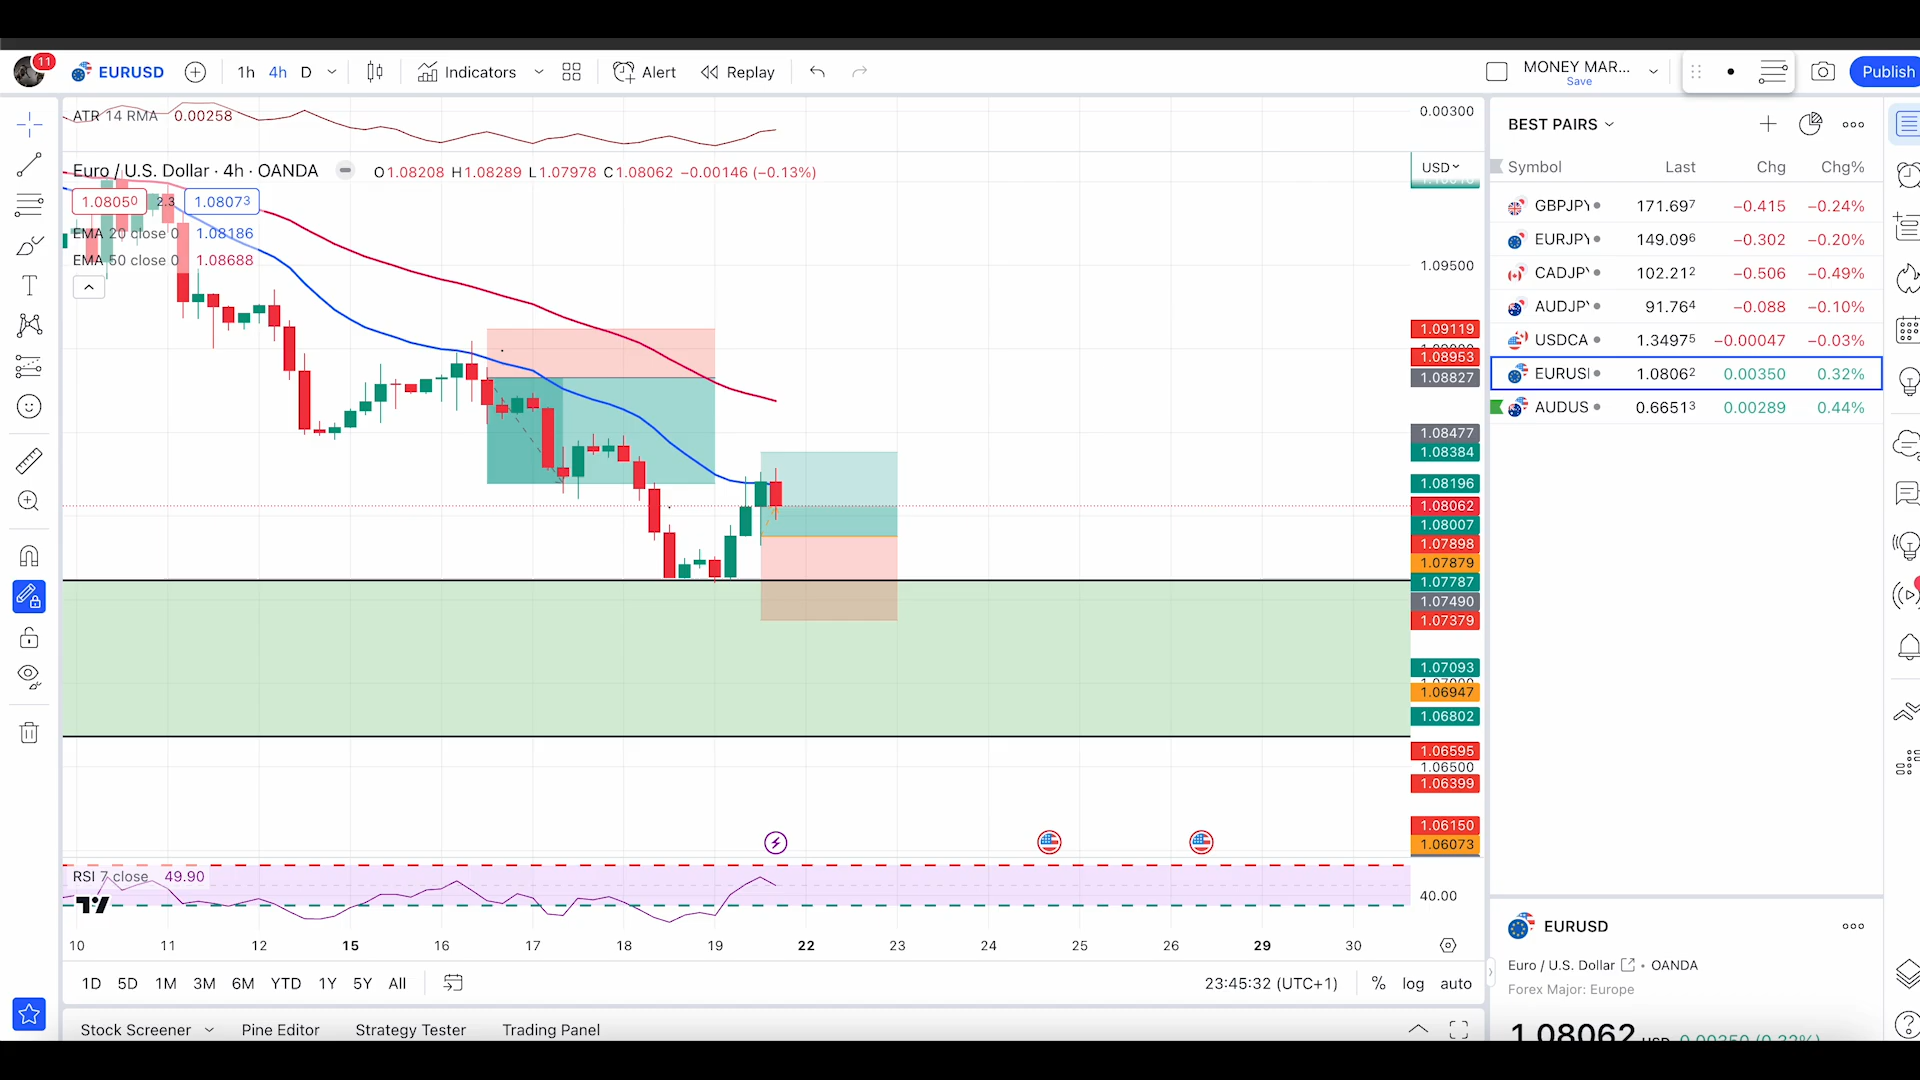 11
EURUSD
1h 4h D
Indicators
Alert
Replay
MONEY MAR...
Save
Publish
ATR 14 RMA 0.00258
Euro / U.S. Dollar · 4h · OANDA
O1.08208 H1.08289 L1.07978 C1.08062 −0.00146 (−0.13%)
1.08050 2.3 1.08073
EMA 20 close 0 1.08186
EMA 50 close 0 1.08688
0.00300
USD
1.09500
1.09119
1.08953
1.08827
1.08477
1.08384
1.08196
1.08062
1.08007
1.07898
1.07879
1.07787
1.07490
1.07379
1.07093
1.06947
1.06802
1.06595
1.06500
1.06399
1.06150
1.06073
RSI 7 close 49.90
40.00
10 11 12 15 16 17 18 19 22 23 24 25 26 29 30
1D 5D 1M 3M 6M YTD 1Y 5Y All
23:45:32 (UTC+1)
% log auto
Stock Screener
Pine Editor
Strategy Tester
Trading Panel
BEST PAIRS
Symbol Last Chg Chg%
GBPJPY 171.697 −0.415 −0.24%
EURJPY 149.096 −0.302 −0.20%
CADJP 102.212 −0.506 −0.49%
AUDJP 91.764 −0.088 −0.10%
USDCA 1.34975 −0.00047 −0.03%
EURUS 1.08062 0.00350 0.32%
AUDUS 0.66513 0.00289 0.44%
EURUSD
Euro / U.S. Dollar • OANDA
Forex Major: Europe
1.08062 USD 0.00350 (0.32%)